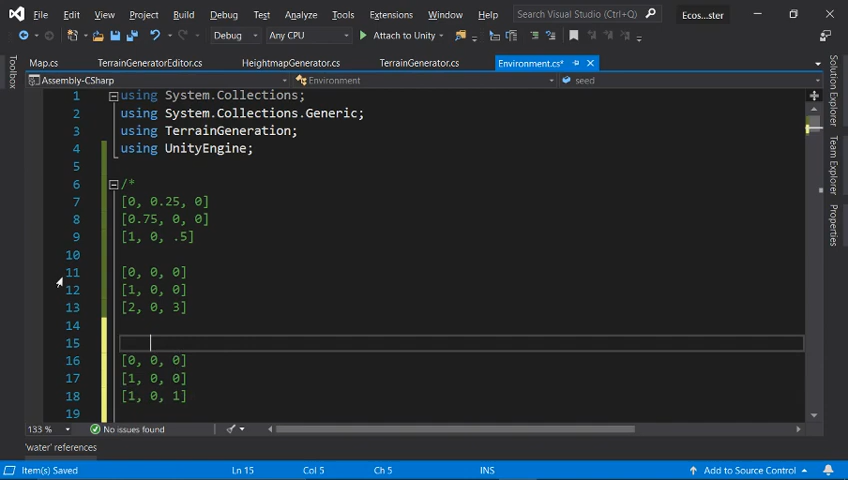 File Edit View Project Build Debug Test Analyze Tools Extensions Window Help Search Visual Studio (Ctrl+Q) Ecos...ster
Debug Any CPU Attach to Unity
Map.cs TerrainGeneratorEditor.cs HeightmapGenerator.cs TerrainGenerator.cs Environment.cs*
Assembly-CSharp Environment seed
Toolbox
Solution Explorer
Team Explorer
Properties
1 using System.Collections;
2 using System.Collections.Generic;
3 using TerrainGeneration;
4 using UnityEngine;
5
6 /*
7 [0, 0.25, 0]
8 [0.75, 0, 0]
9 [1, 0, .5]
10
11 [0, 0, 0]
12 [1, 0, 0]
13 [2, 0, 3]
14
15
16 [0, 0, 0]
17 [1, 0, 0]
18 [1, 0, 1]
19
133 % No issues found
'water' references
Item(s) Saved Ln 15 Col 5 Ch 5 INS Add to Source Control